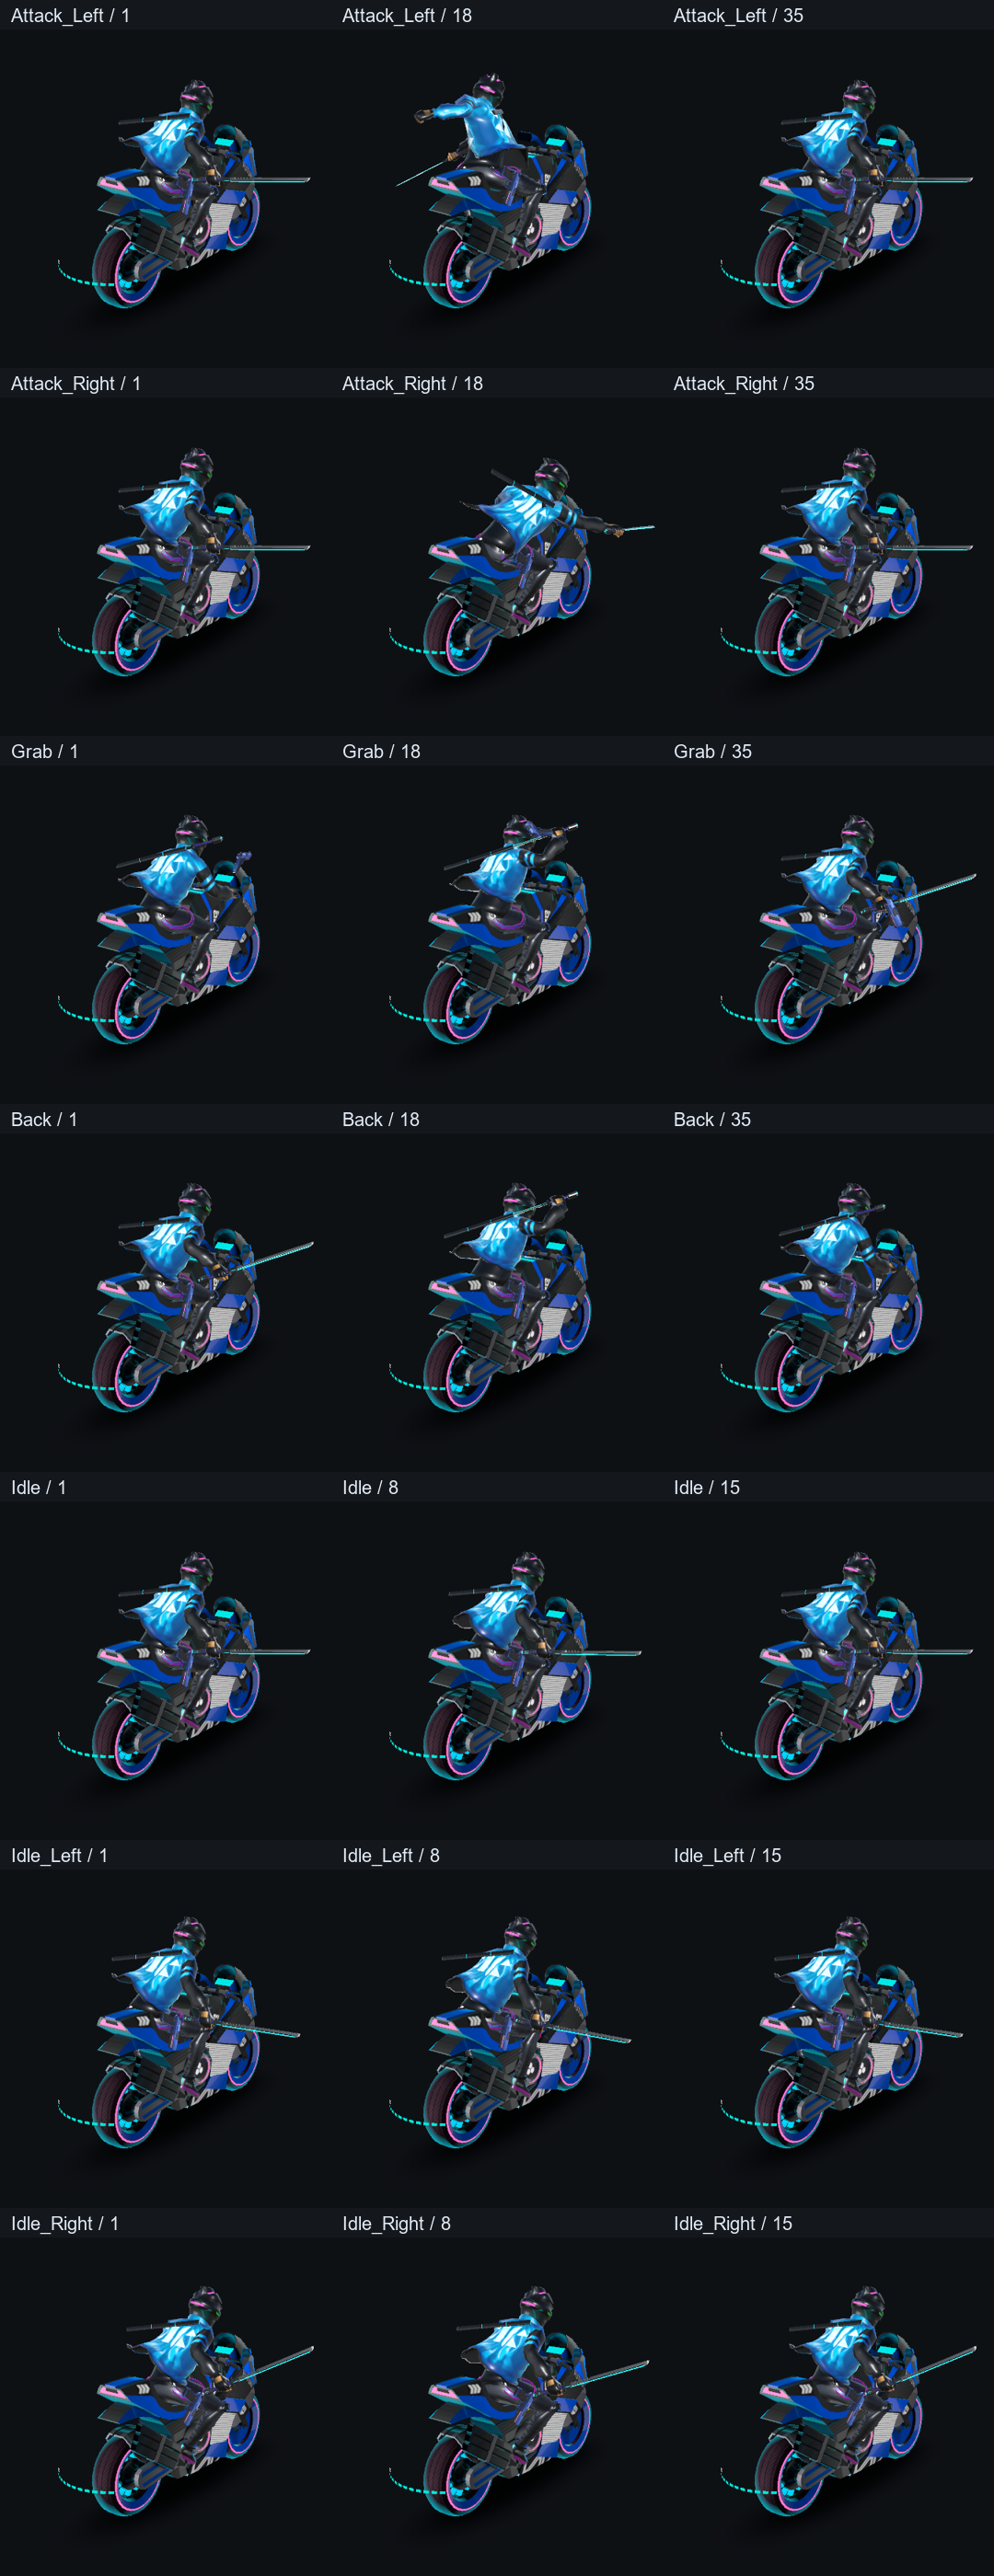 Attack_Left / 1
Attack_Left / 18
Attack_Left / 35
Attack_Right / 1
Attack_Right / 18
Attack_Right / 35
Grab / 1
Grab / 18
Grab / 35
Back / 1
Back / 18
Back / 35
Idle / 1
Idle / 8
Idle / 15
Idle_Left / 1
Idle_Left / 8
Idle_Left / 15
Idle_Right / 1
Idle_Right / 8
Idle_Right / 15